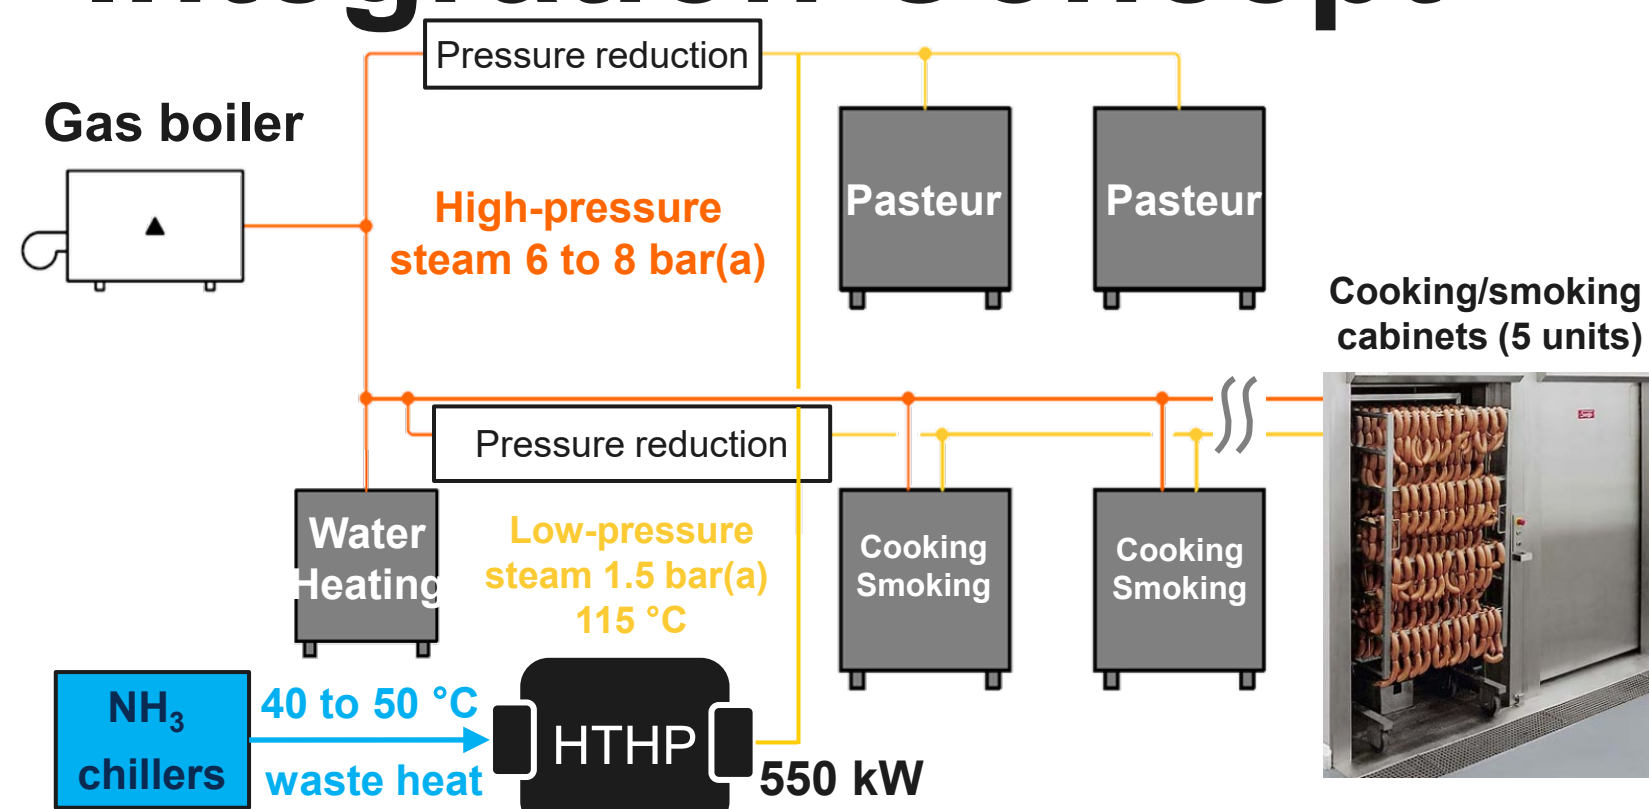 Integration Concept
Pressure reduction
Gas boiler
High-pressure
steam 6 to 8 bar(a)
Pasteur
Pasteur
Cooking/smoking
cabinets (5 units)
Pressure reduction
Water
Heating
Low-pressure
steam 1.5 bar(a)
115 °C
Cooking
Smoking
Cooking
Smoking
NH₃
chillers
40 to 50 °C
waste heat
HTHP
550 kW